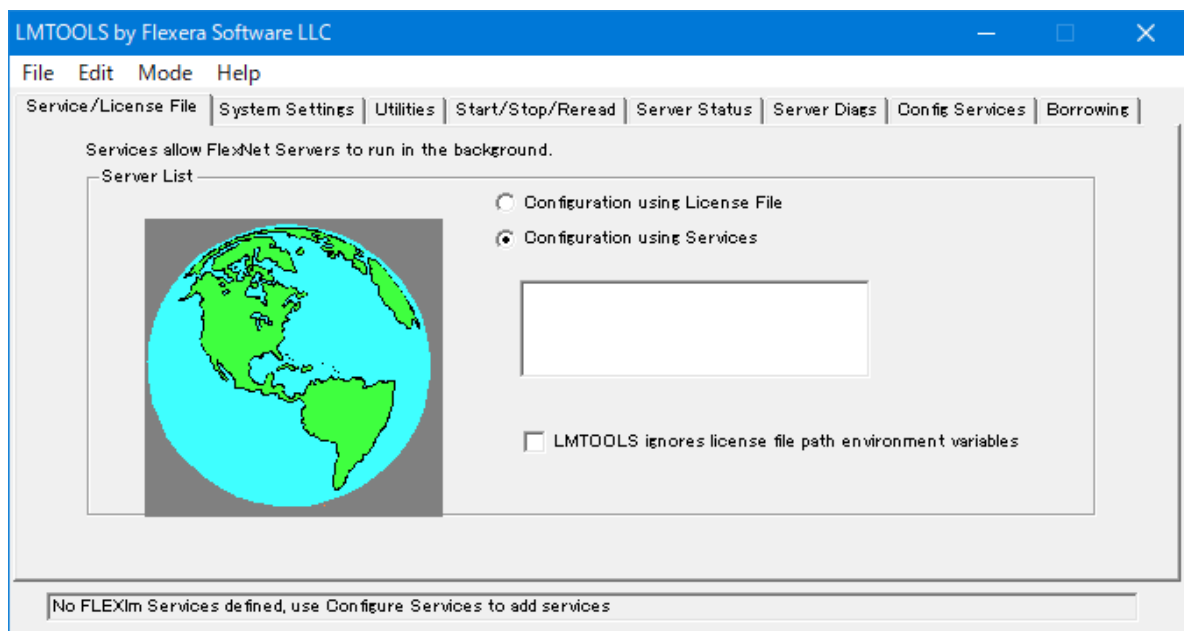 LMTOOLS by Flexera Software LLC
File Edit Mode Help
Service/License File System Settings Utilities Start/Stop/Reread Server Status Server Diags Config Services Borrowing
Services allow FlexNet Servers to run in the background.
Server List
Configuration using License File
Configuration using Services
LMTOOLS ignores license file path environment variables
No FLEXlm Services defined, use Configure Services to add services